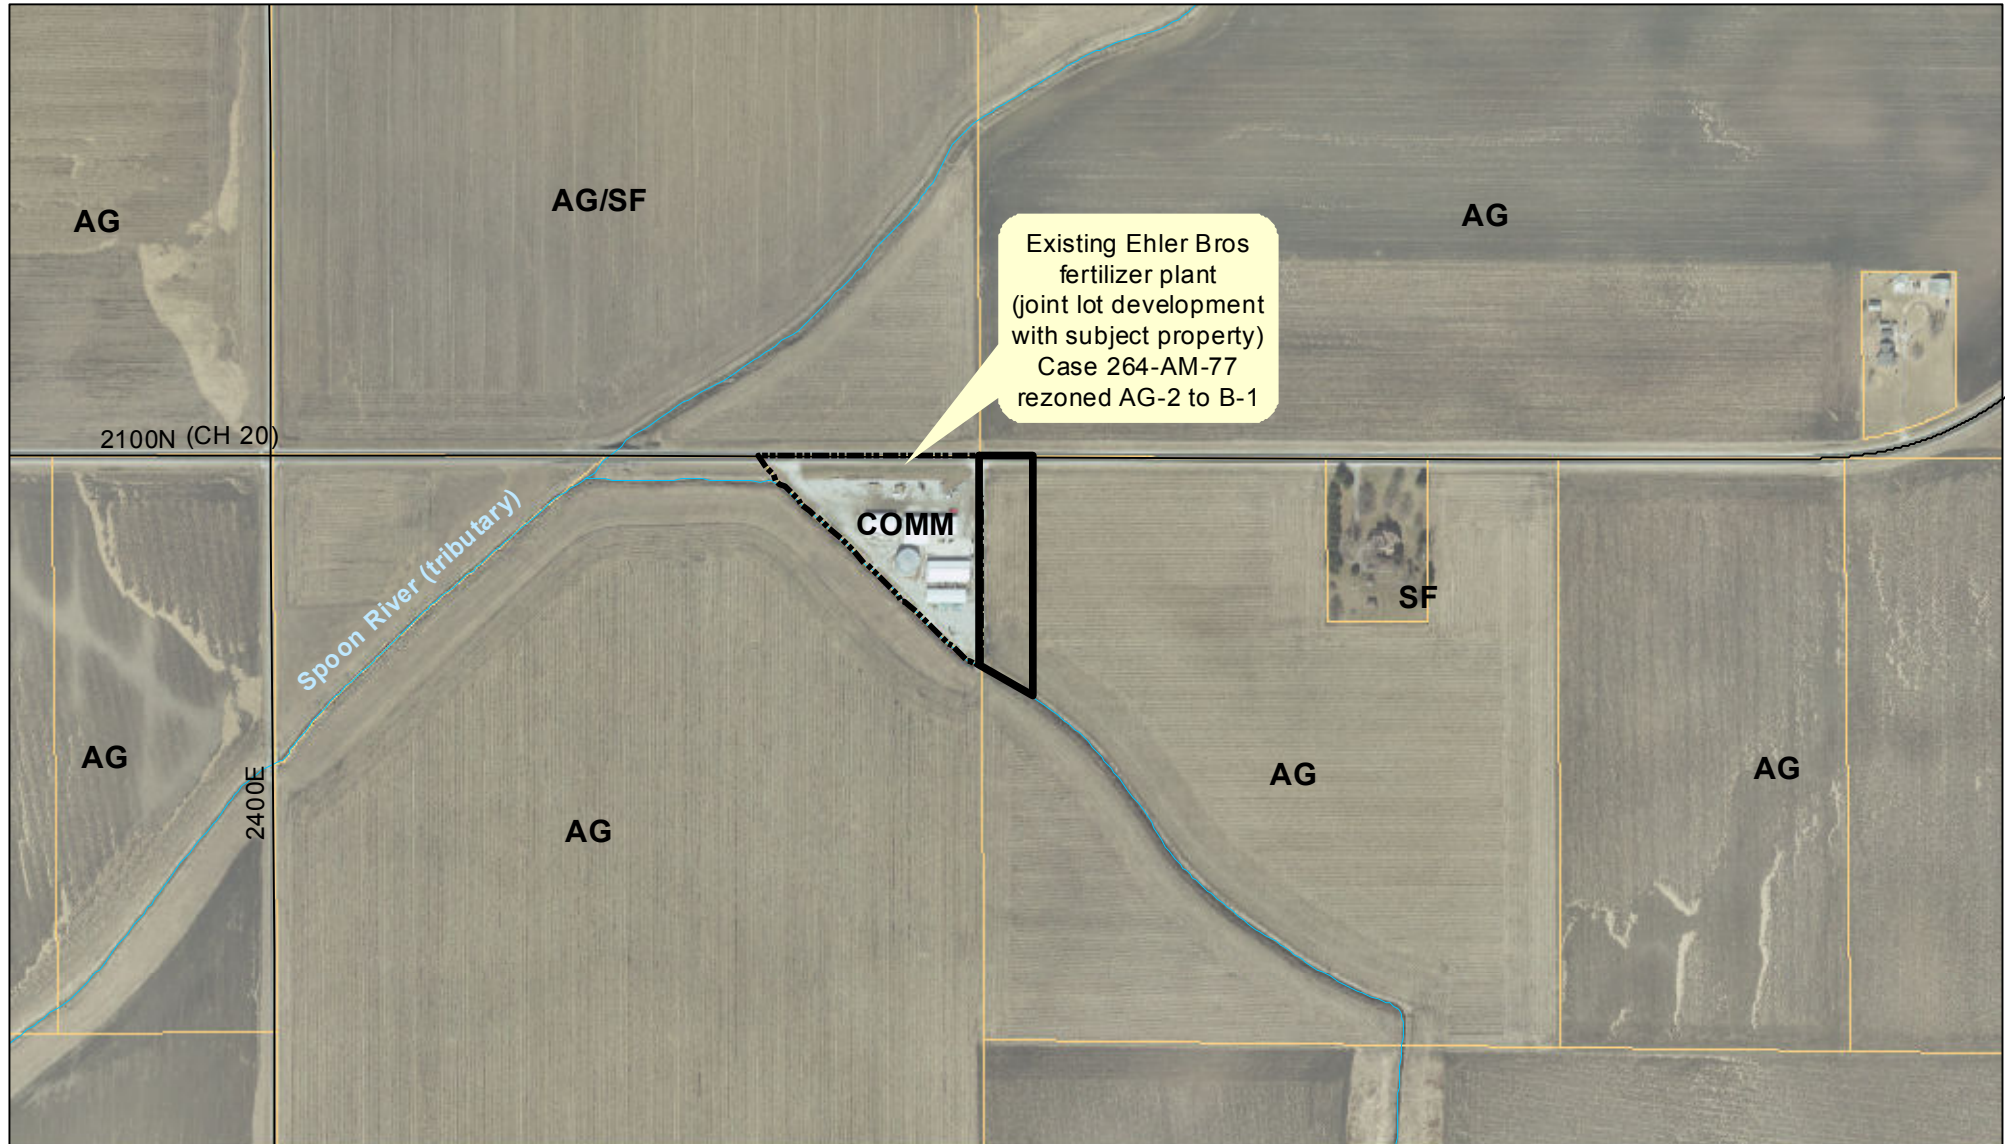 AG
AG/SF
AG
Existing Ehler Bros
fertilizer plant
(joint lot development
with subject property)
Case 264-AM-77
rezoned AG-2 to B-1
2100N (CH 20)
COMM
Spoon River (tributary)
SF
AG
2400E
AG
AG
AG